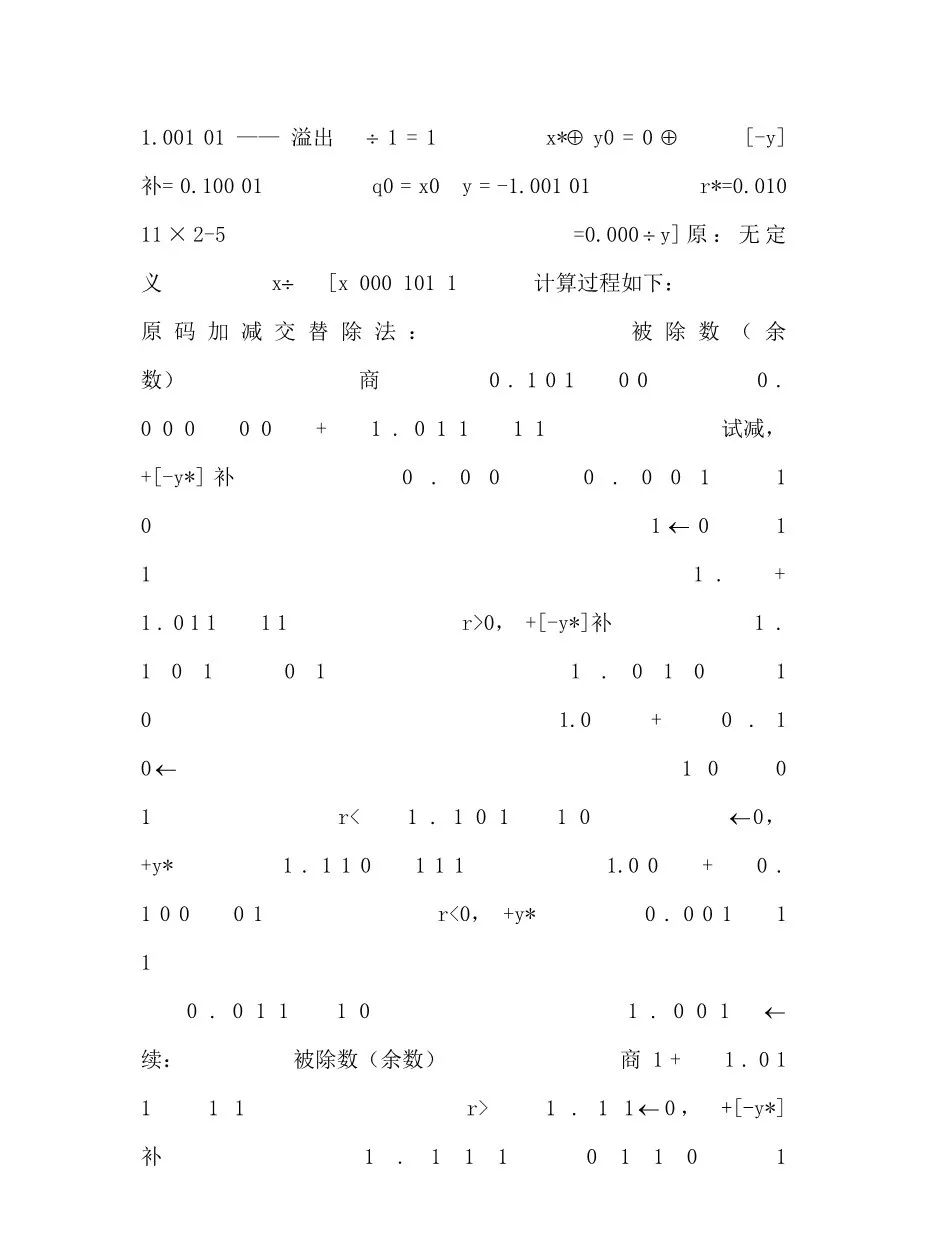 1.001 01 —— 溢出 ÷ 1 = 1 x*⊕ y0 = 0 ⊕ [-y]
补= 0.100 01 q0 = x0 y = -1.001 01 r*=0.010
11 × 2-5 =0.000÷y] 原: 无定
义 x÷ [x 000 101 1 计算过程如下:
原码加减交替除法: 被除数(余
数) 商 0.101 00 0.
000 00 + 1.011 11 试减,
+[-y*] 补 0.00 0.001 1
0 1← 0 1
1 1. +
1.011 11 r>0, +[-y*]补 1.
101 01 1.010 1
0 1.0 + 0.1
0← 10 0
1 r< 1.101 10 ←0,
+y* 1.110 111 1.00 + 0.
100 01 r<0, +y* 0.001 1
1
0.011 10 1.001 ←
续: 被除数(余数) 商 1+ 1.01
1 11 r> 1.11←0, +[-y*]
补 1.111 0110 1